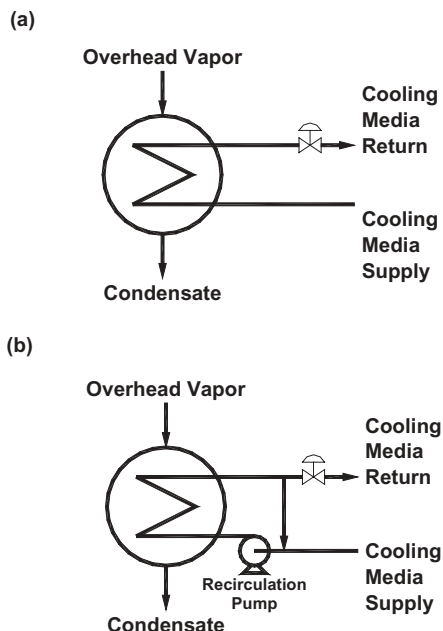 (a)
Overhead Vapor
Cooling
Media
Return
Cooling
Media
Supply
Condensate
(b)
Overhead Vapor
Cooling
Media
Return
Cooling
Media
Supply
Recirculation
Pump
Condensate